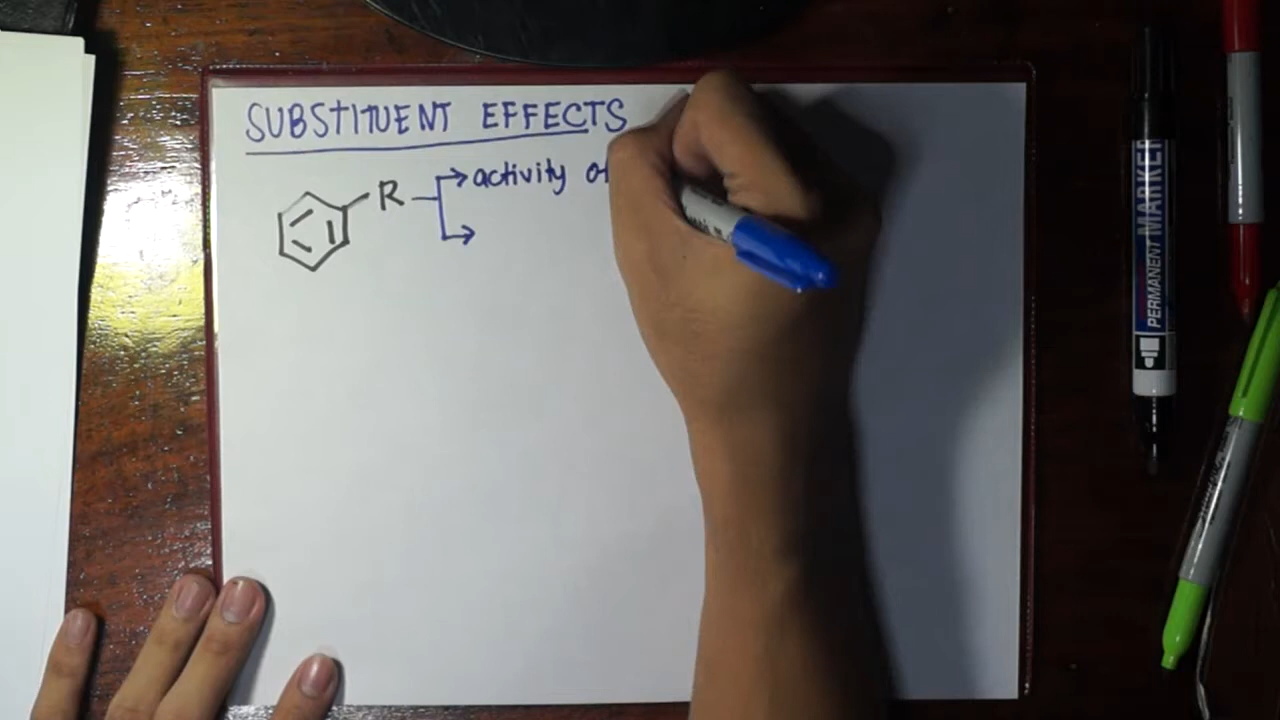 SUBSTITUENT EFFECTS
R → activity of
PERMANENT MARKER